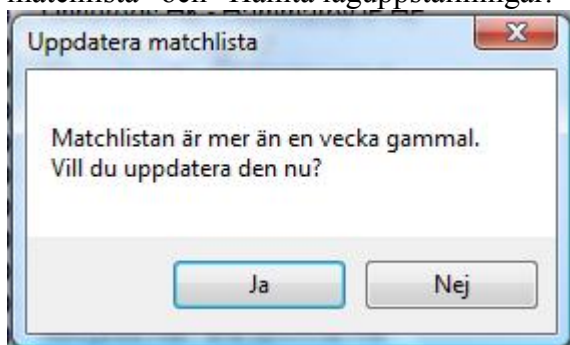 Uppdatera matchlista
Matchlistan är mer än en vecka gammal.
Vill du uppdatera den nu?
Ja
Nej